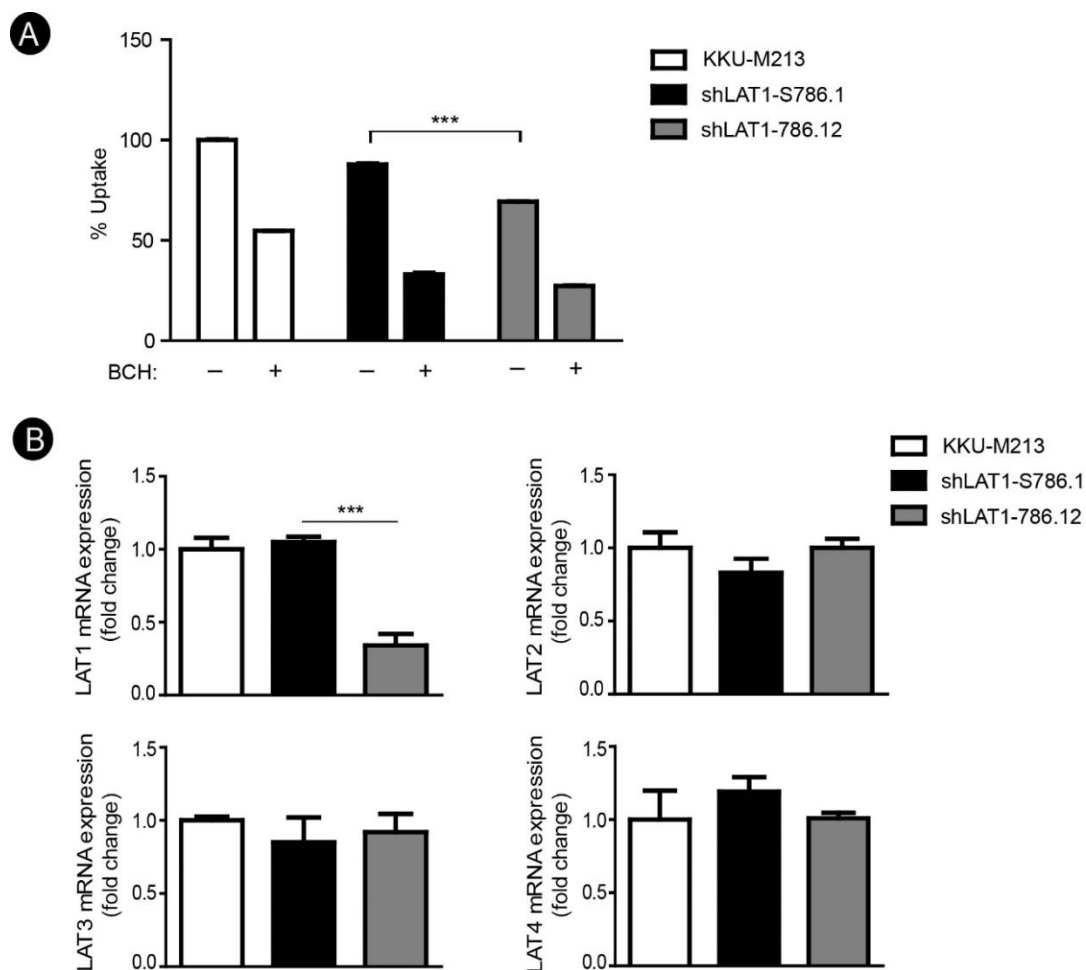 A
150
100
50
0
% Uptake
***
KKU-M213
shLAT1-S786.1
shLAT1-786.12
BCH: – + – + – +
B
KKU-M213
shLAT1-S786.1
shLAT1-786.12
LAT1 mRNA expression
(fold change)
1.5
1.0
0.5
0.0
***
LAT2 mRNA expression
(fold change)
1.5
1.0
0.5
0.0
LAT3 mRNA expression
(fold change)
1.5
1.0
0.5
0.0
LAT4 mRNA expression
(fold change)
1.5
1.0
0.5
0.0